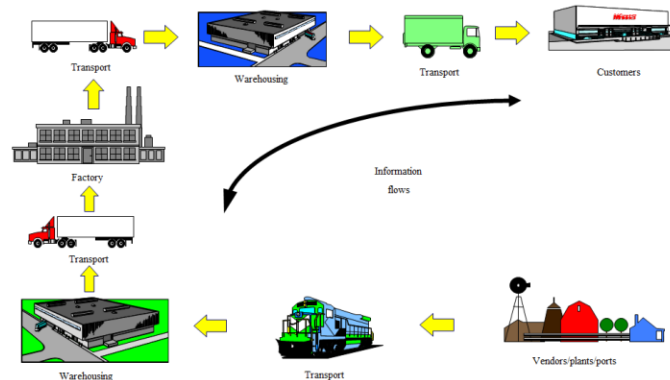 Transport
Warehousing
Transport
Customers
Factory
Information
flows
Transport
Warehousing
Transport
Vendors/plants/ports